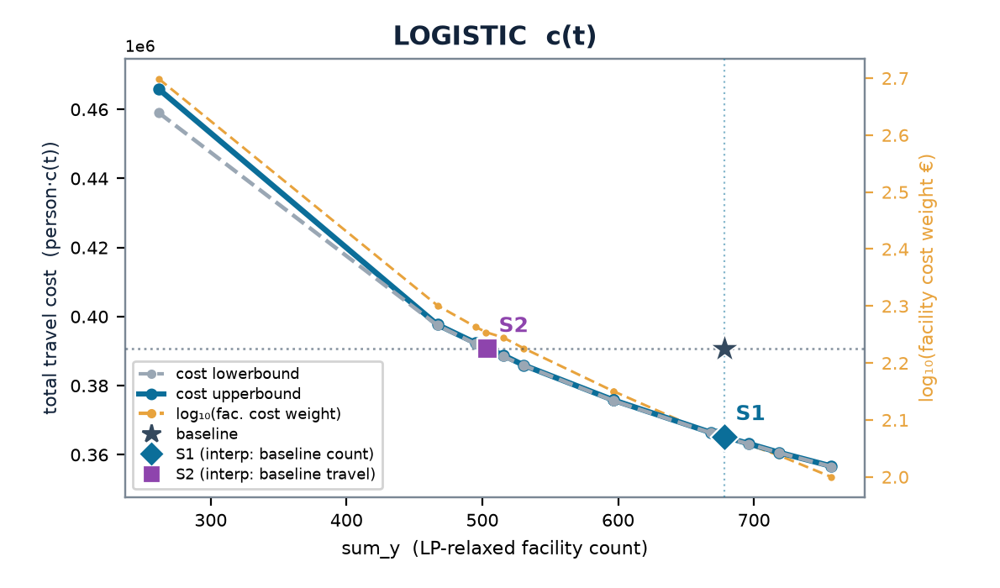 LOGISTIC c(t)
1e6
0.46
0.44
0.42
0.40
0.38
0.36
total travel cost (person·c(t))
2.7
2.6
2.5
2.4
2.3
2.2
2.1
2.0
log₁₀(facility cost weight €)
S2
S1
cost lowerbound
cost upperbound
log₁₀(fac. cost weight)
baseline
S1 (interp: baseline count)
S2 (interp: baseline travel)
300
400
500
600
700
sum_y (LP-relaxed facility count)